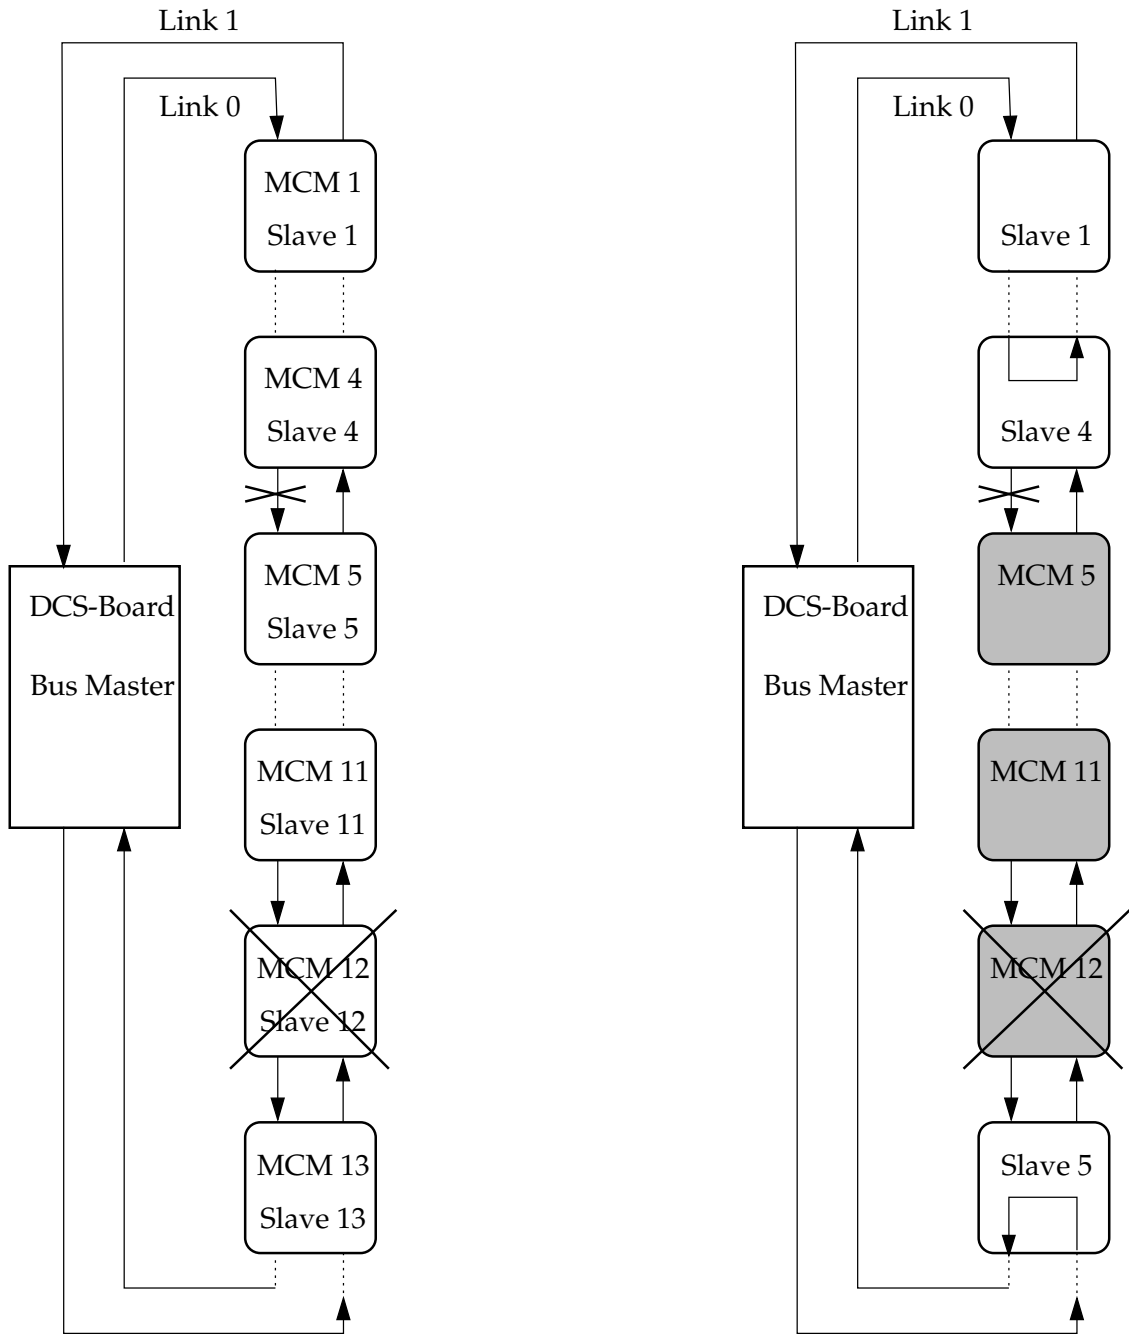 Link 1
Link 0
MCM 1
Slave 1
MCM 4
Slave 4
MCM 5
Slave 5
DCS-Board
Bus Master
MCM 11
Slave 11
MCM 12
Slave 12
MCM 13
Slave 13
Link 1
Link 0
Slave 1
Slave 4
MCM 5
DCS-Board
Bus Master
MCM 11
MCM 12
Slave 5